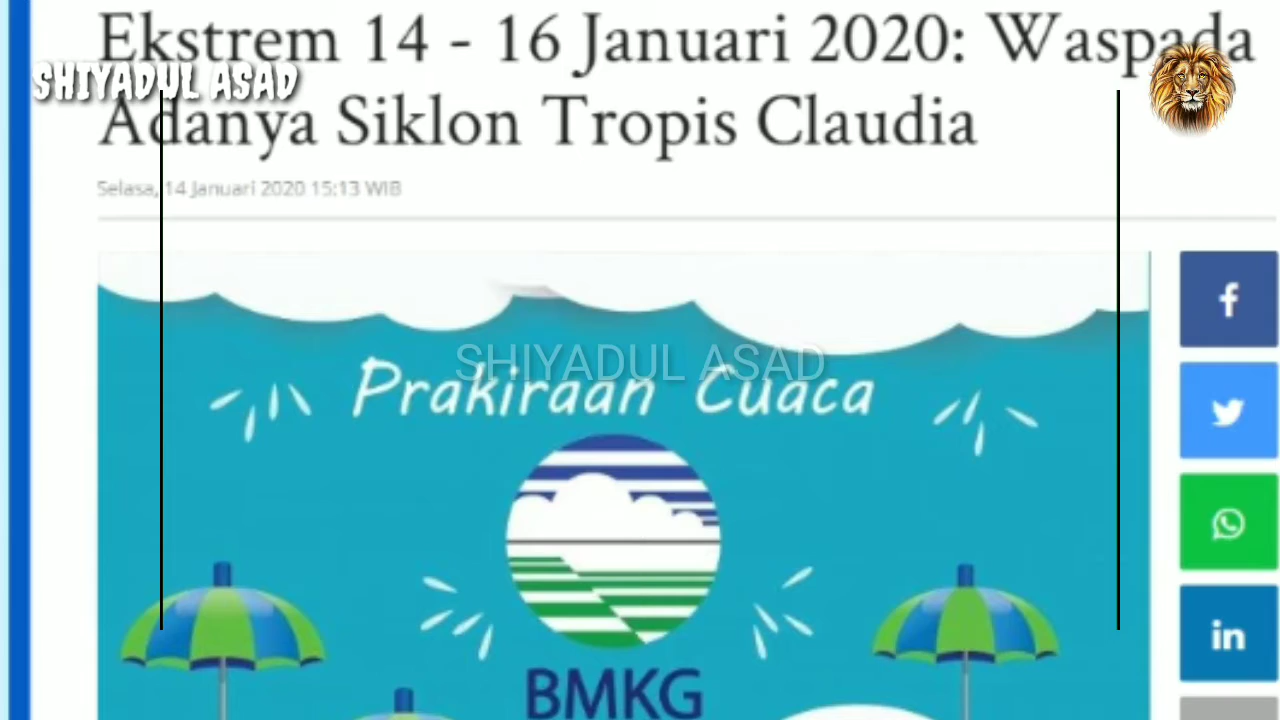 Ekstrem 14 - 16 Januari 2020: Waspada
SHIYADUL ASAD
Adanya Siklon Tropis Claudia
Selasa, 14 Januari 2020 15:13 WIB
SHIYADUL ASAD
Prakiraan Cuaca
BMKG